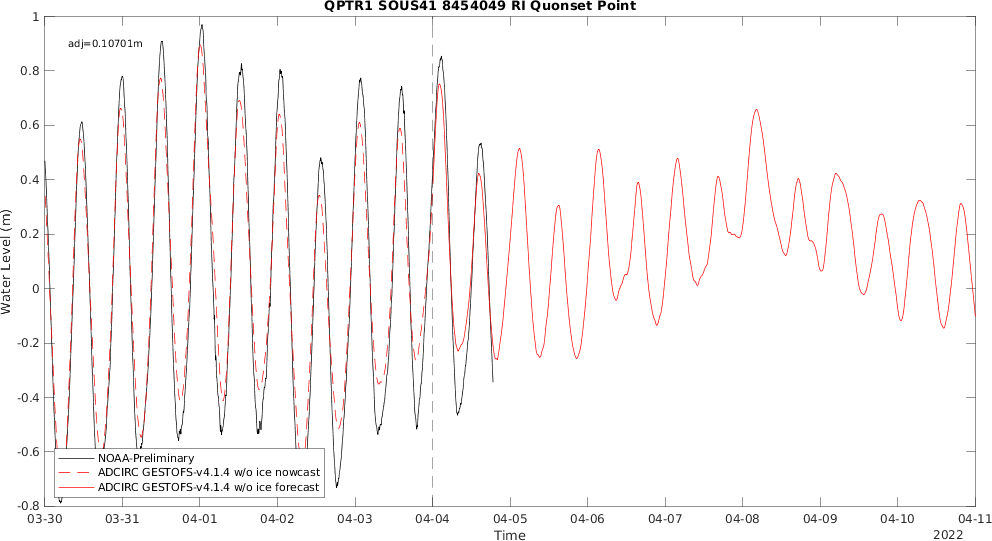 QPTR1 SOUS41 8454049 RI Quonset Point
adj=0.10701m
Water Level (m)
1
0.8
0.6
0.4
0.2
0
-0.2
-0.4
-0.6
-0.8
NOAA-Preliminary
ADCIRC GESTOFS-v4.1.4 w/o ice nowcast
ADCIRC GESTOFS-v4.1.4 w/o ice forecast
03-30 03-31 04-01 04-02 04-03 04-04 04-05 04-06 04-07 04-08 04-09 04-10 04-11
Time
2022